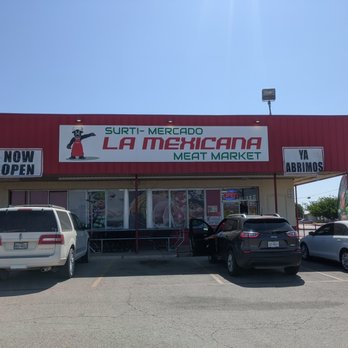 SURTI- MERCADO
LA MEXICANA
MEAT MARKET
NOW
OPEN
YA
ABRIMOS